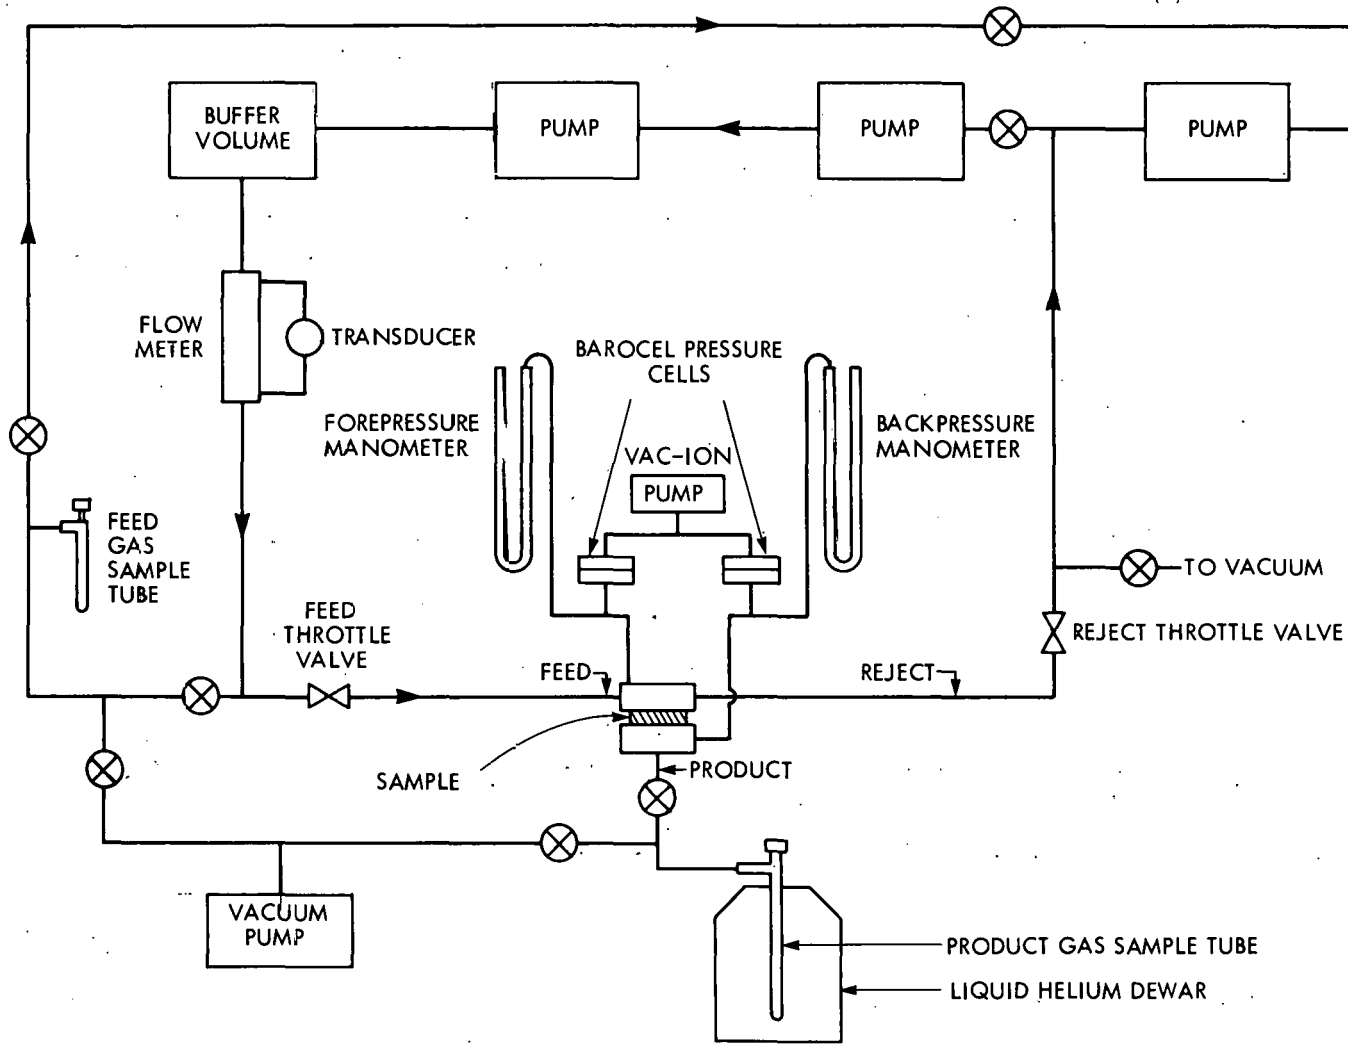 BUFFER
VOLUME
PUMP
PUMP
PUMP
FLOW
METER
TRANSDUCER
BAROCEL PRESSURE
CELLS
FOREPRESSURE
MANOMETER
BACKPRESSURE
MANOMETER
VAC-ION
PUMP
FEED
GAS
SAMPLE
TUBE
TO VACUUM
FEED
THROTTLE
VALVE
REJECT THROTTLE VALVE
FEED
REJECT
SAMPLE
PRODUCT
VACUUM
PUMP
PRODUCT GAS SAMPLE TUBE
LIQUID HELIUM DEWAR